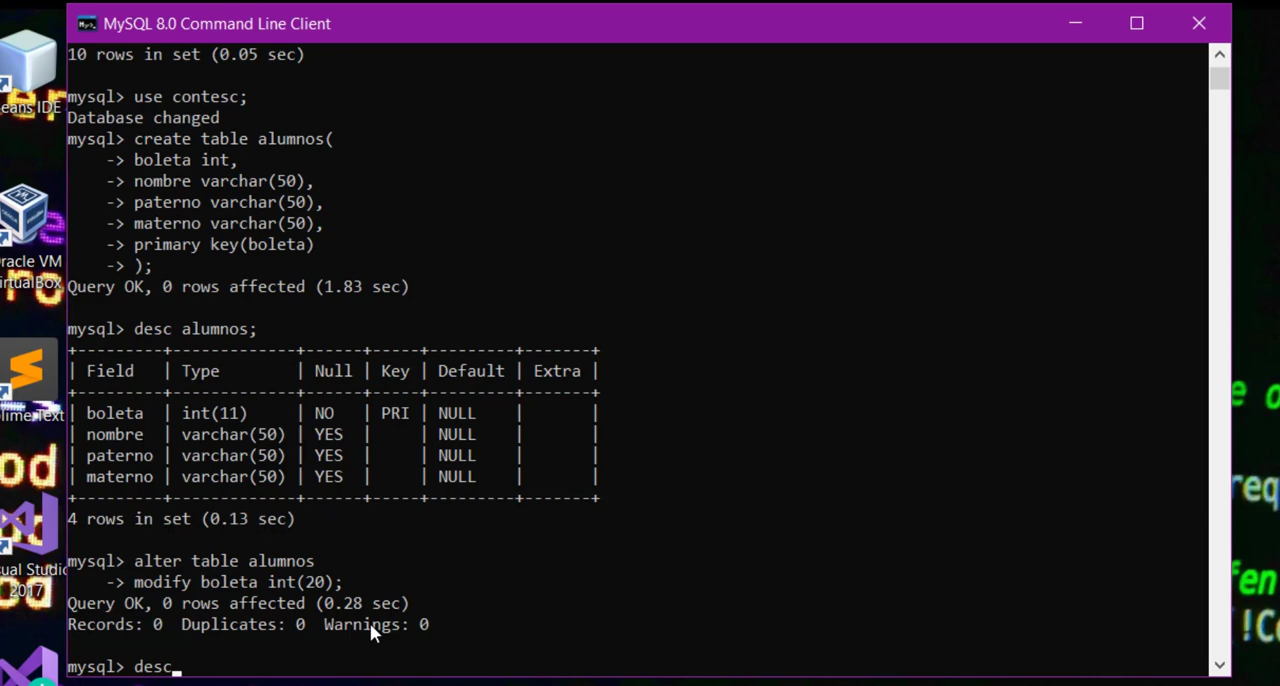 MySQL 8.0 Command Line Client
10 rows in set (0.05 sec)
mysql> use contesc;
Database changed
mysql> create table alumnos(
    -> boleta int,
    -> nombre varchar(50),
    -> paterno varchar(50),
    -> materno varchar(50),
    -> primary key(boleta)
    -> );
Query OK, 0 rows affected (1.83 sec)
mysql> desc alumnos;
+---------+-------------+------+-----+---------+-------+
| Field   | Type        | Null | Key | Default | Extra |
+---------+-------------+------+-----+---------+-------+
| boleta  | int(11)     | NO   | PRI | NULL    |       |
| nombre  | varchar(50) | YES  |     | NULL    |       |
| paterno | varchar(50) | YES  |     | NULL    |       |
| materno | varchar(50) | YES  |     | NULL    |       |
+---------+-------------+------+-----+---------+-------+
4 rows in set (0.13 sec)
mysql> alter table alumnos
    -> modify boleta int(20);
Query OK, 0 rows affected (0.28 sec)
Records: 0  Duplicates: 0  Warnings: 0
mysql> desc
eans IDE
racle VM
irtualBox
lime Text
ual Studio
2017